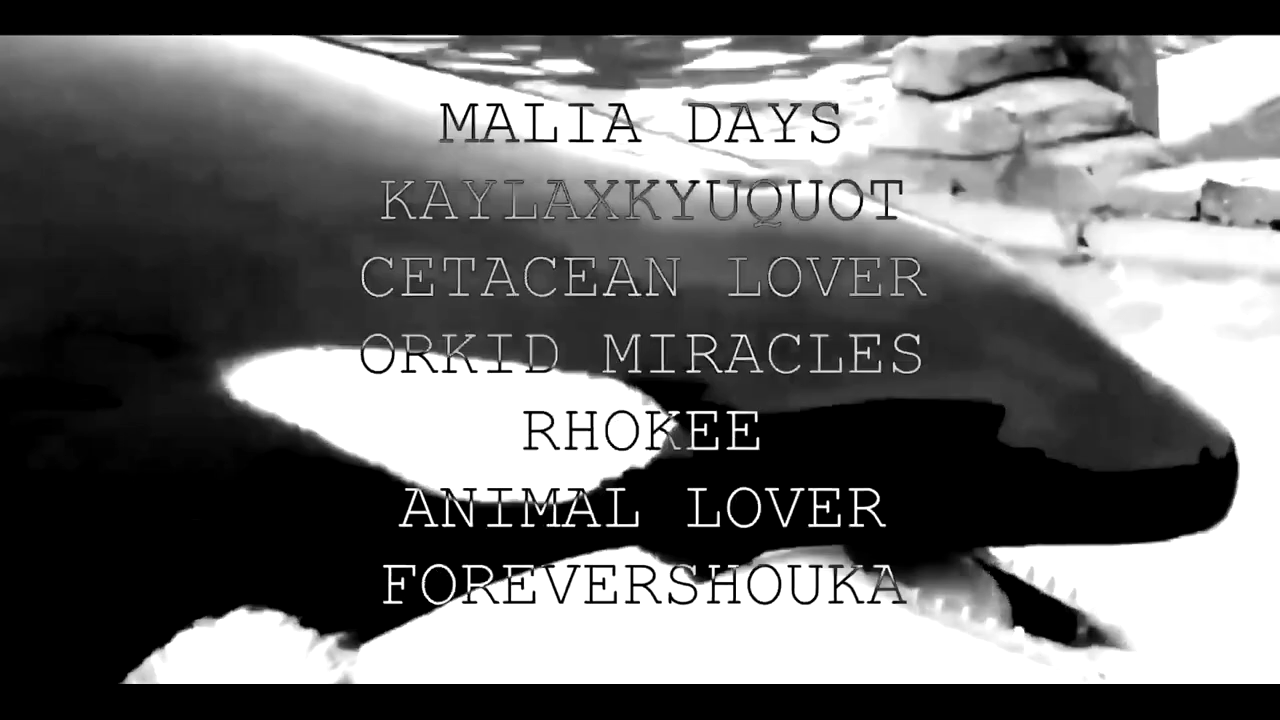 MALIA DAYS
KAYLAXKYUQUOT
CETACEAN LOVER
ORKID MIRACLES
RHOKEE
ANIMAL LOVER
FOREVERSHOUKA